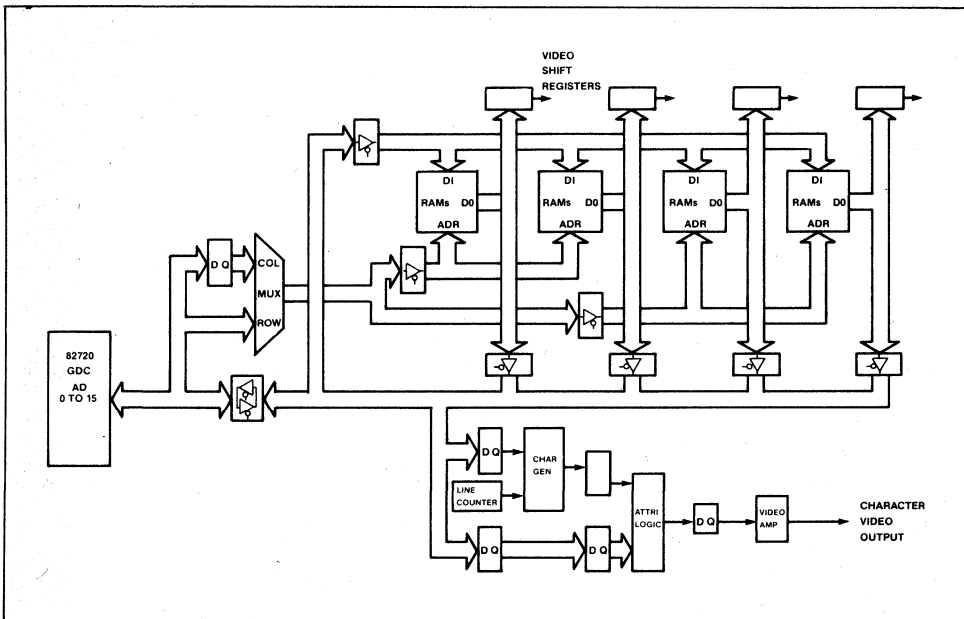 VIDEO
SHIFT
REGISTERS
DI
RAMs D0
ADR
DI
RAMs D0
ADR
DI
RAMs D0
ADR
DI
RAMs D0
ADR
D Q
COL
MUX
ROW
82720
GDC
AD
0 TO 15
D Q
CHAR
GEN
LINE
COUNTER
ATTRI
LOGIC
D Q
D Q
D Q
VIDEO
AMP
CHARACTER
VIDEO
OUTPUT